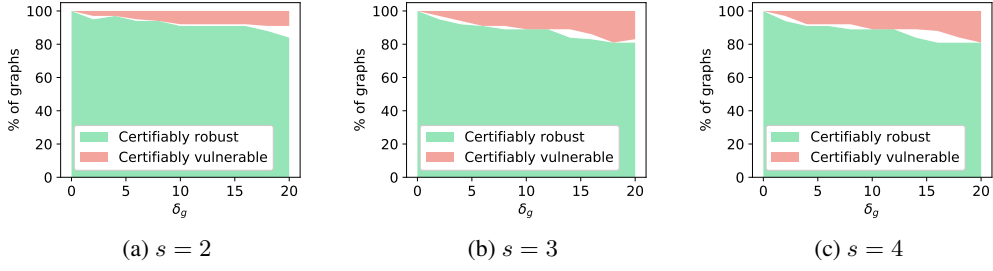 % of graphs
100
80
60
40
20
0
Certifiably robust
Certifiably vulnerable
0 5 10 15 20
δg
(a) s = 2
% of graphs
100
80
60
40
20
0
Certifiably robust
Certifiably vulnerable
0 5 10 15 20
δg
(b) s = 3
% of graphs
100
80
60
40
20
0
Certifiably robust
Certifiably vulnerable
0 5 10 15 20
δg
(c) s = 4